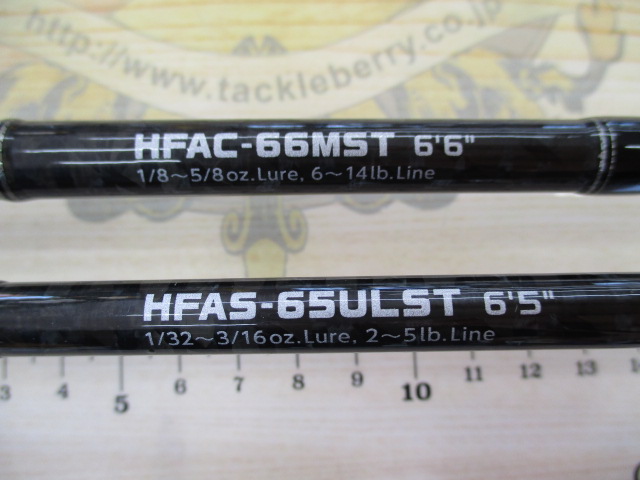 http://www.tackleberry.co.jp
HFAC-66MST 6'6"
1/8~5/8oz.Lure, 6~14lb.Line
HFAS-65ULST 6'5"
1/32~3/16oz.Lure, 2~5lb.Line
3 4 5 6 7 8 9 10 11 12 13 14